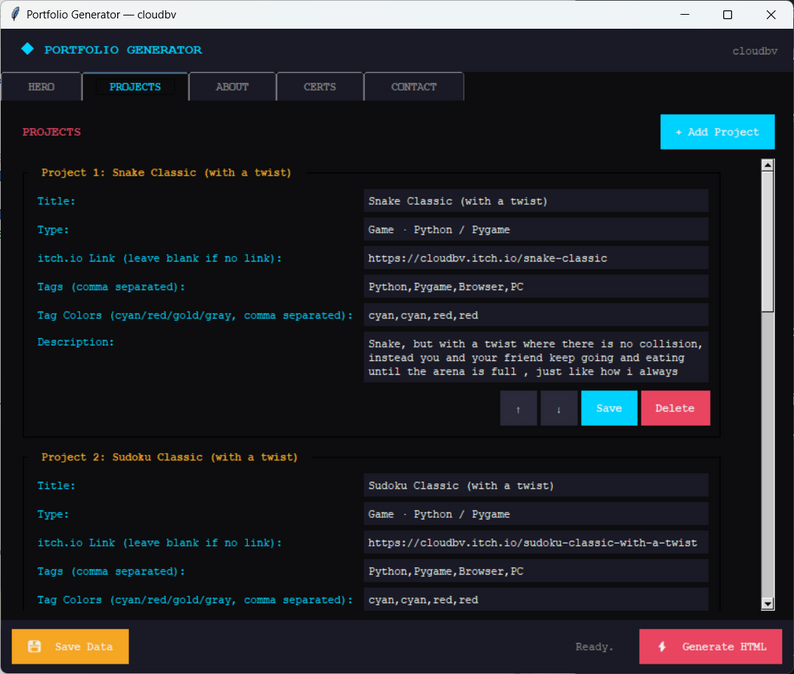 Portfolio Generator — cloudbv
◆ PORTFOLIO GENERATOR
cloudbv
HERO PROJECTS ABOUT CERTS CONTACT
PROJECTS
+ Add Project
Project 1: Snake Classic (with a twist)
Title: Snake Classic (with a twist)
Type: Game · Python / Pygame
itch.io Link (leave blank if no link): https://cloudbv.itch.io/snake-classic
Tags (comma separated): Python,Pygame,Browser,PC
Tag Colors (cyan/red/gold/gray, comma separated): cyan,cyan,red,red
Description: Snake, but with a twist where there is no collision,
instead you and your friend keep going and eating
until the arena is full , just like how i always
↑ ↓ Save Delete
Project 2: Sudoku Classic (with a twist)
Title: Sudoku Classic (with a twist)
Type: Game · Python / Pygame
itch.io Link (leave blank if no link): https://cloudbv.itch.io/sudoku-classic-with-a-twist
Tags (comma separated): Python,Pygame,Browser,PC
Tag Colors (cyan/red/gold/gray, comma separated): cyan,cyan,red,red
Save Data
Ready.
Generate HTML